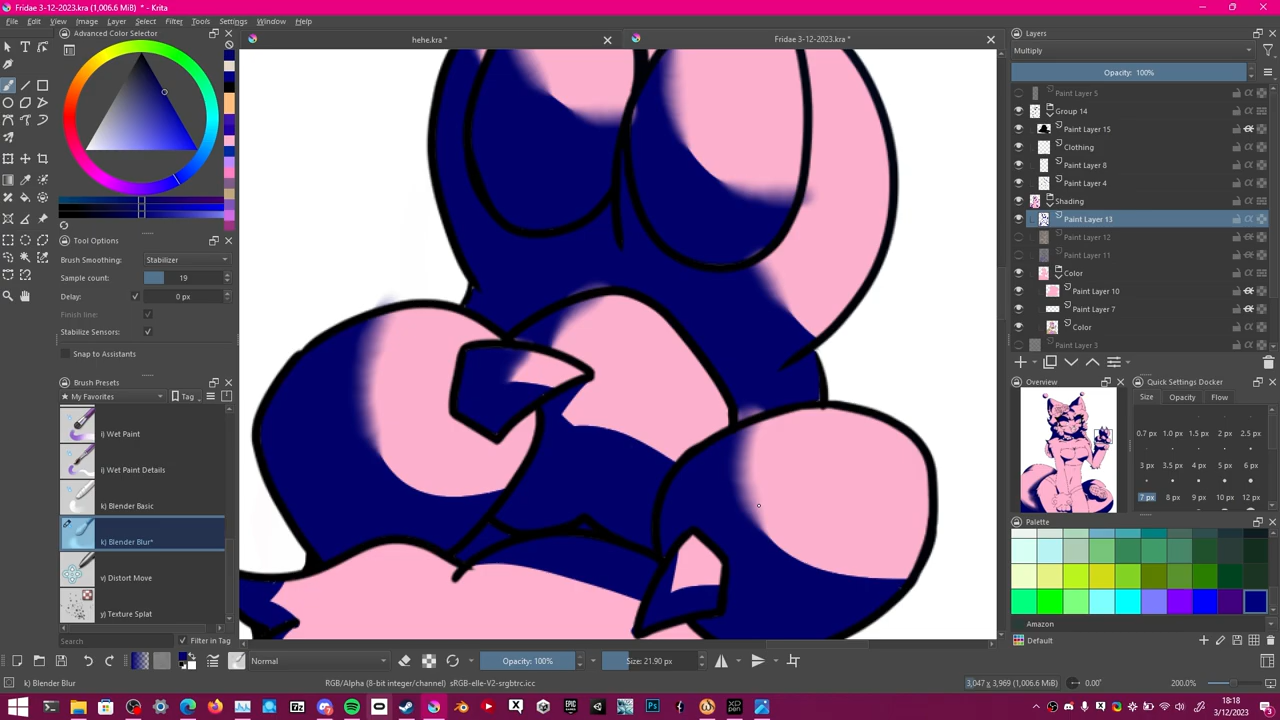 Fridae 3-12-2023.kra (1,006.6 MiB) * - Krita
File Edit View Image Layer Select Filter Tools Settings Window Help
Advanced Color Selector
hehe.kra *
Fridae 3-12-2023.kra *
Layers
Multiply
Opacity: 100%
Paint Layer 5
Group 14
Paint Layer 15
Clothing
Paint Layer 8
Paint Layer 4
Shading
Paint Layer 13
Paint Layer 12
Paint Layer 11
Color
Paint Layer 10
Paint Layer 7
Color
Paint Layer 3
Tool Options
Brush Smoothing: Stabilizer
Sample count: 19
Delay: 0 px
Finish line:
Stabilize Sensors:
Snap to Assistants
Brush Presets
My Favorites Tag
i) Wet Paint
i) Wet Paint Details
k) Blender Basic
k) Blender Blur*
v) Distort Move
y) Texture Splat
Search Filter in Tag
Overview
Quick Settings Docker
Size Opacity Flow
0.7 px 1.0 px 1.5 px 2 px 2.5 px
3 px 3.5 px 4 px 5 px 6 px
7 px 8 px 9 px 10 px 12 px
Palette
Amazon
Default
Normal
Opacity: 100%
Size: 21.90 px
k) Blender Blur
RGB/Alpha (8-bit integer/channel) sRGB-elle-V2-srgbtrc.icc
3,047 x 3,969 (1,006.6 MiB)
0.00°
200.0%
18:18
3/12/2023